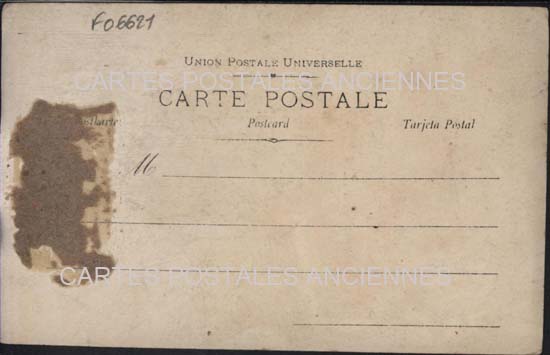 F06621
UNION POSTALE UNIVERSELLE
CARTES POSTALES ANCIENNES
CARTE POSTALE
Postcard Tarjeta Postal
M
CARTES POSTALES ANCIENNES